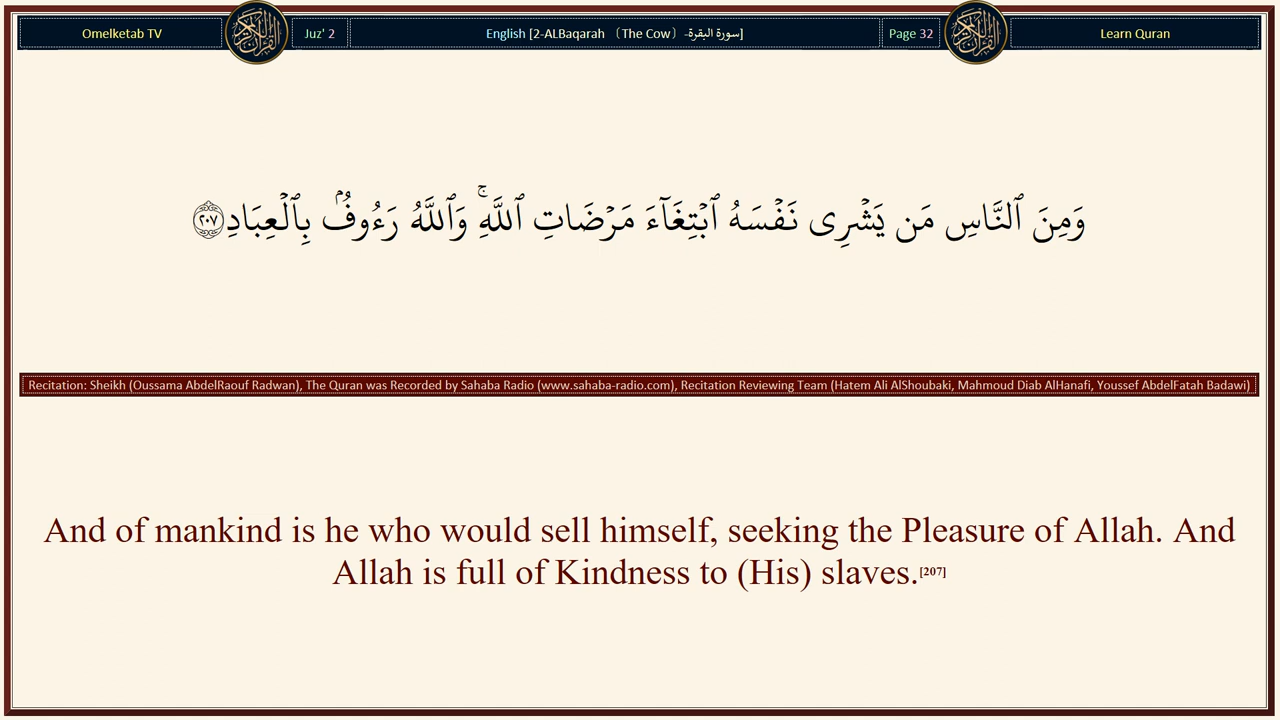 Omelketab TV
Juz' 2
English [2-ALBaqarah 〔The Cow〕 -سورة البقرة]
Page 32
Learn Quran
وَمِنَ ٱلنَّاسِ مَن يَشْرِى نَفْسَهُ ٱبْتِغَآءَ مَرْضَاتِ ٱللَّهِ ۚ وَٱللَّهُ رَءُوفٌۢ بِٱلْعِبَادِ ٢٠٧
Recitation: Sheikh (Oussama AbdelRaouf Radwan), The Quran was Recorded by Sahaba Radio (www.sahaba-radio.com), Recitation Reviewing Team (Hatem Ali AlShoubaki, Mahmoud Diab AlHanafi, Youssef AbdelFatah Badawi)
And of mankind is he who would sell himself, seeking the Pleasure of Allah. And
Allah is full of Kindness to (His) slaves.[207]